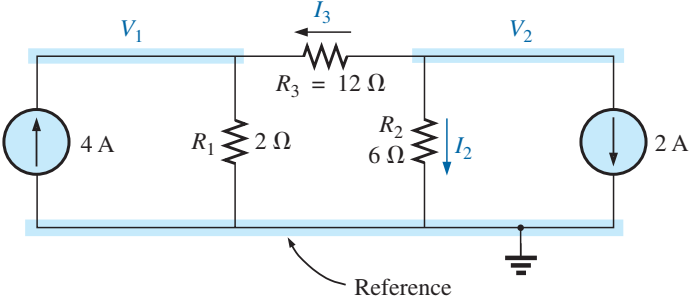 I3
V1
V2
R3 = 12 Ω
4 A
R1
2 Ω
R2
6 Ω
I2
2 A
Reference